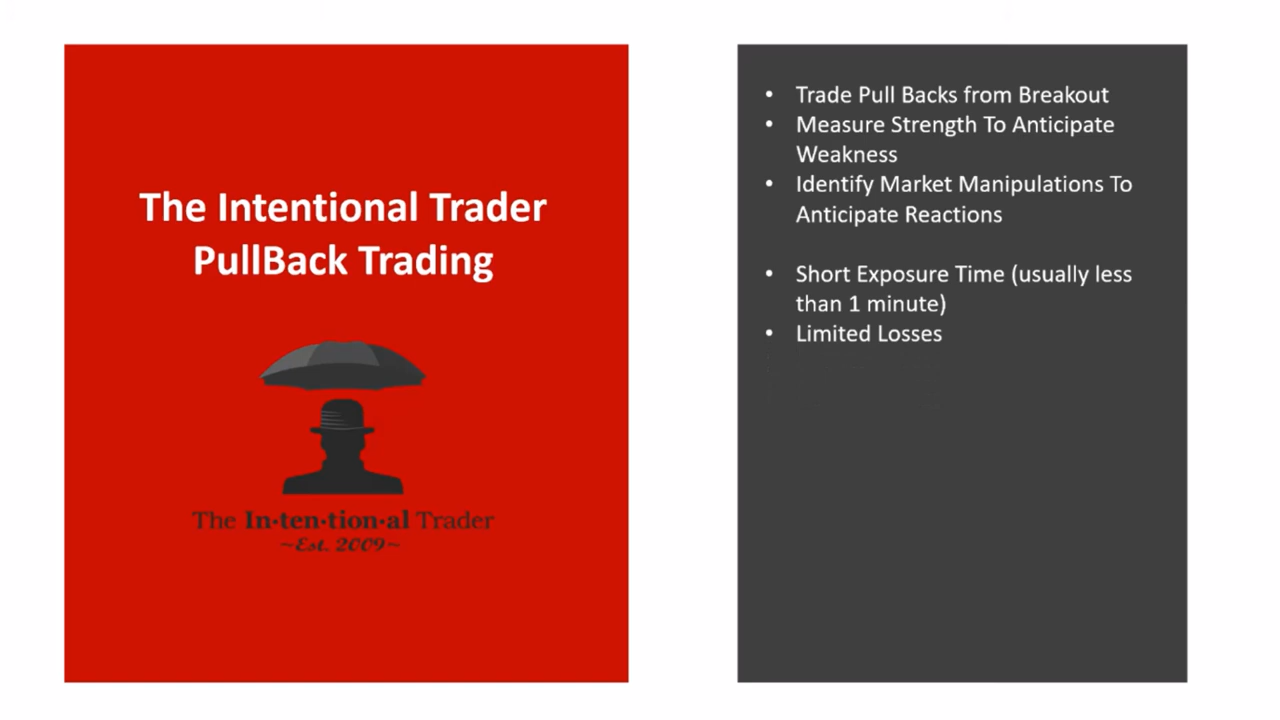 The Intentional Trader
PullBack Trading
The In·ten·tion·al Trader
~Est. 2009~
• Trade Pull Backs from Breakout
• Measure Strength To Anticipate
Weakness
• Identify Market Manipulations To
Anticipate Reactions
• Short Exposure Time (usually less
than 1 minute)
• Limited Losses